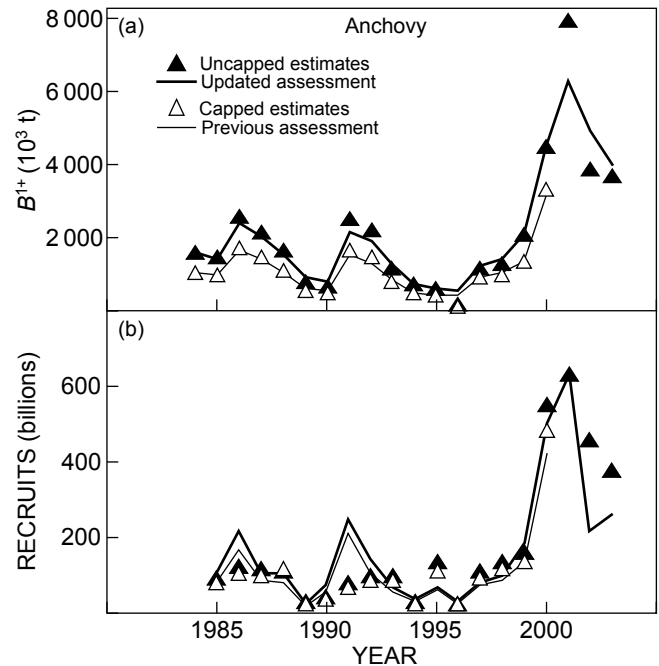 (a) Anchovy
Uncapped estimates
Updated assessment
Capped estimates
Previous assessment
8 000
6 000
4 000
2 000
B¹⁺ (10³ t)
(b)
600
400
200
RECRUITS (billions)
1985 1990 1995 2000
YEAR